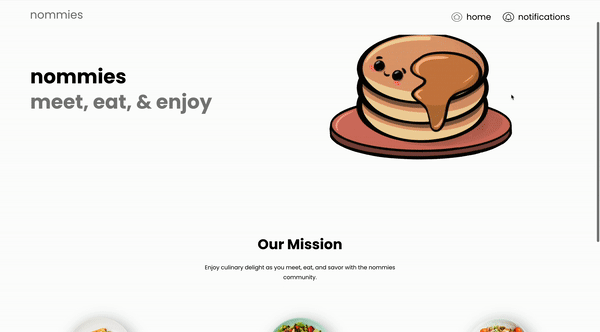 nommies
home
notifications
nommies
meet, eat, & enjoy
Our Mission
Enjoy culinary delight as you meet, eat, and savor with the nommies
community.